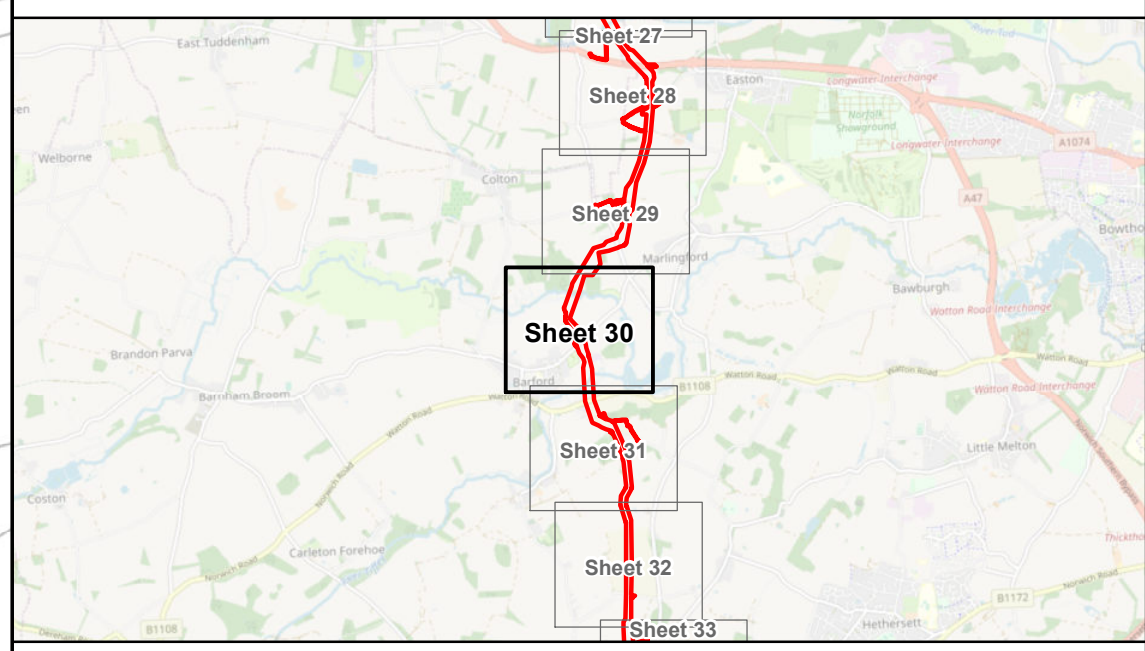 Sheet 27
East Tuddenham
River Tud
Easton
Longwater Interchange
Sheet 28
Norfolk
Showground
Longwater Interchange
A1074
Welborne
Colton
A47
Sheet 29
Marlingford
Bawburgh
Watton Road Interchange
Sheet 30
Brandon Parva
Watton Road
Barford
B1108
Watton Road
Watton Road
Watton Road Interchange
Barnham Broom
Watton Road
Norwich Southern Bypass
Sheet 31
Little Melton
Norwich Road
Coston
Carleton Forehoe
Sheet 32
Norwich Road
Norwich Road
B1172
Hethersett
B1108
Sheet 33